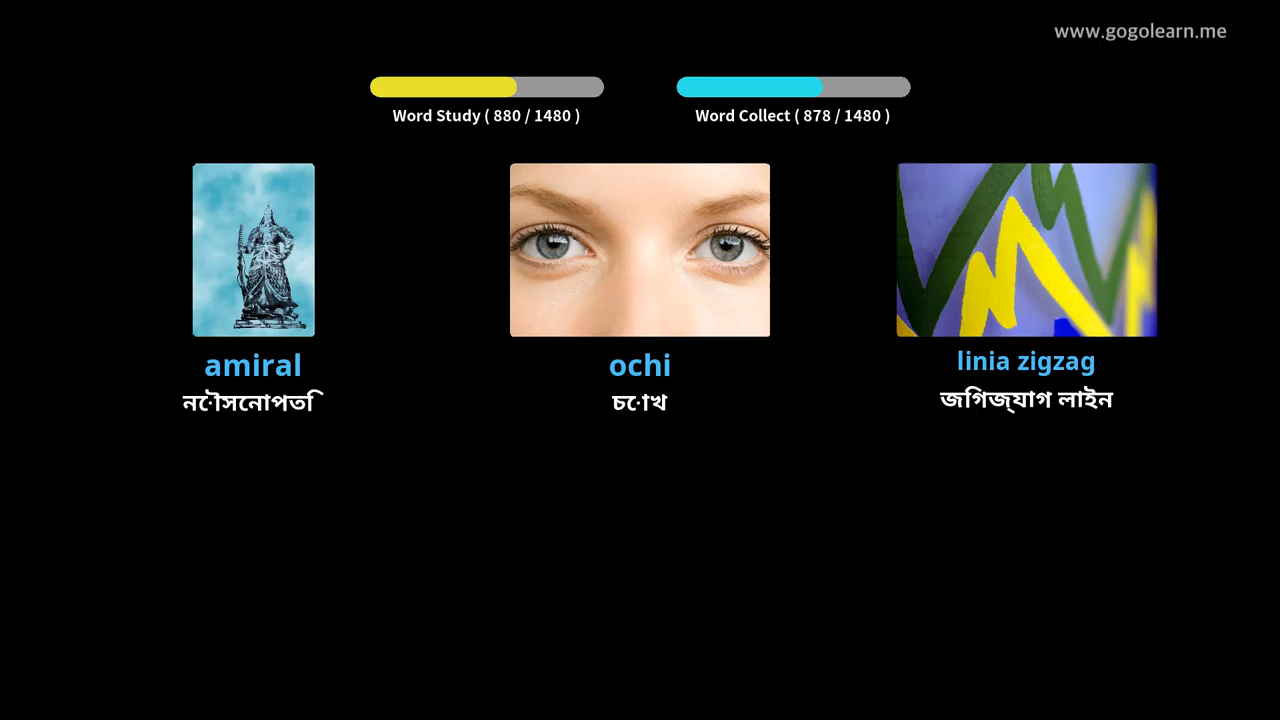 www.gogolearn.me
Word Study ( 880 / 1480 )
Word Collect ( 878 / 1480 )
amiral
নৌসেনাপতি
ochi
চোখ
linia zigzag
জিগজ্যাগ লাইন